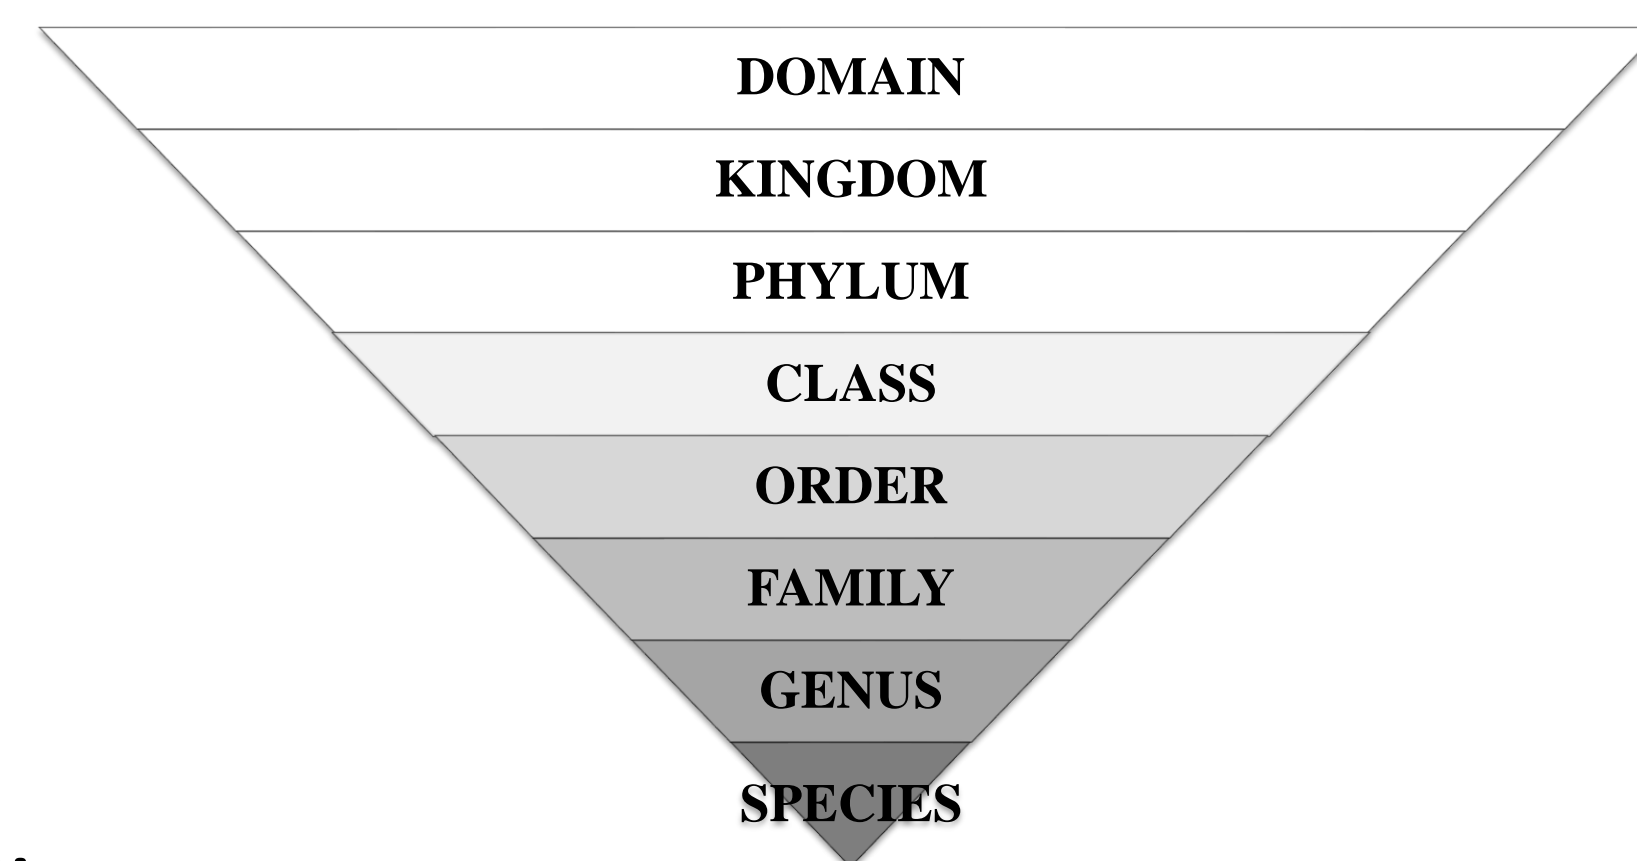 DOMAIN
KINGDOM
PHYLUM
CLASS
ORDER
FAMILY
GENUS
SPECIES